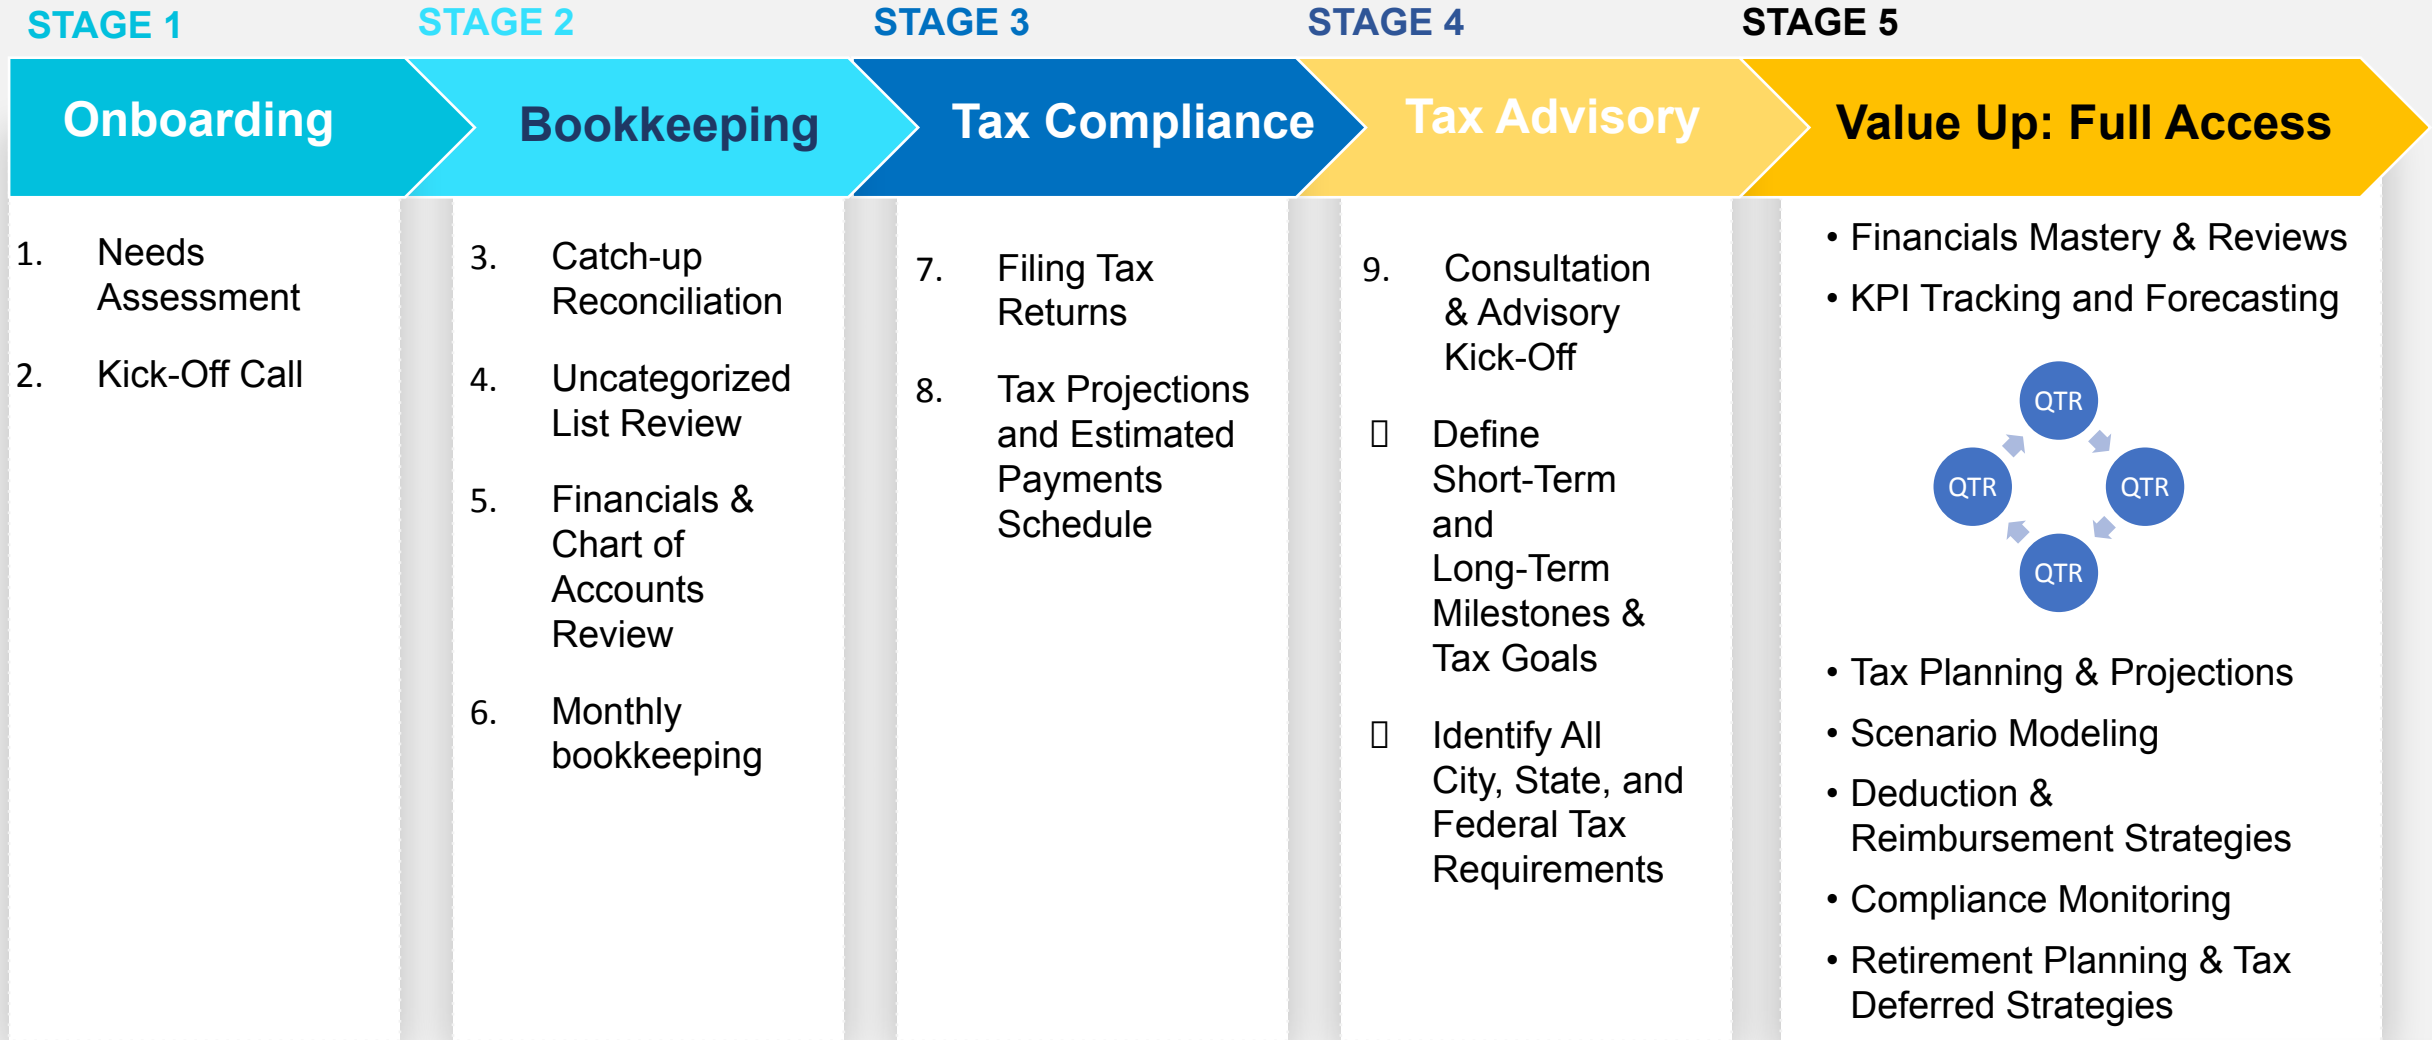 STAGE 1
STAGE 2
STAGE 3
STAGE 4
STAGE 5
Onboarding
Bookkeeping
Tax Compliance
Tax Advisory
Value Up: Full Access
1. Needs
Assessment
2. Kick-Off Call
3. Catch-up
Reconciliation
4. Uncategorized
List Review
5. Financials &
Chart of
Accounts
Review
6. Monthly
bookkeeping
7. Filing Tax
Returns
8. Tax Projections
and Estimated
Payments
Schedule
9. Consultation
& Advisory
Kick-Off
Define
Short-Term
and
Long-Term
Milestones &
Tax Goals
Identify All
City, State, and
Federal Tax
Requirements
• Financials Mastery & Reviews
• KPI Tracking and Forecasting
QTR
QTR
QTR
QTR
• Tax Planning & Projections
• Scenario Modeling
• Deduction &
Reimbursement Strategies
• Compliance Monitoring
• Retirement Planning & Tax
Deferred Strategies